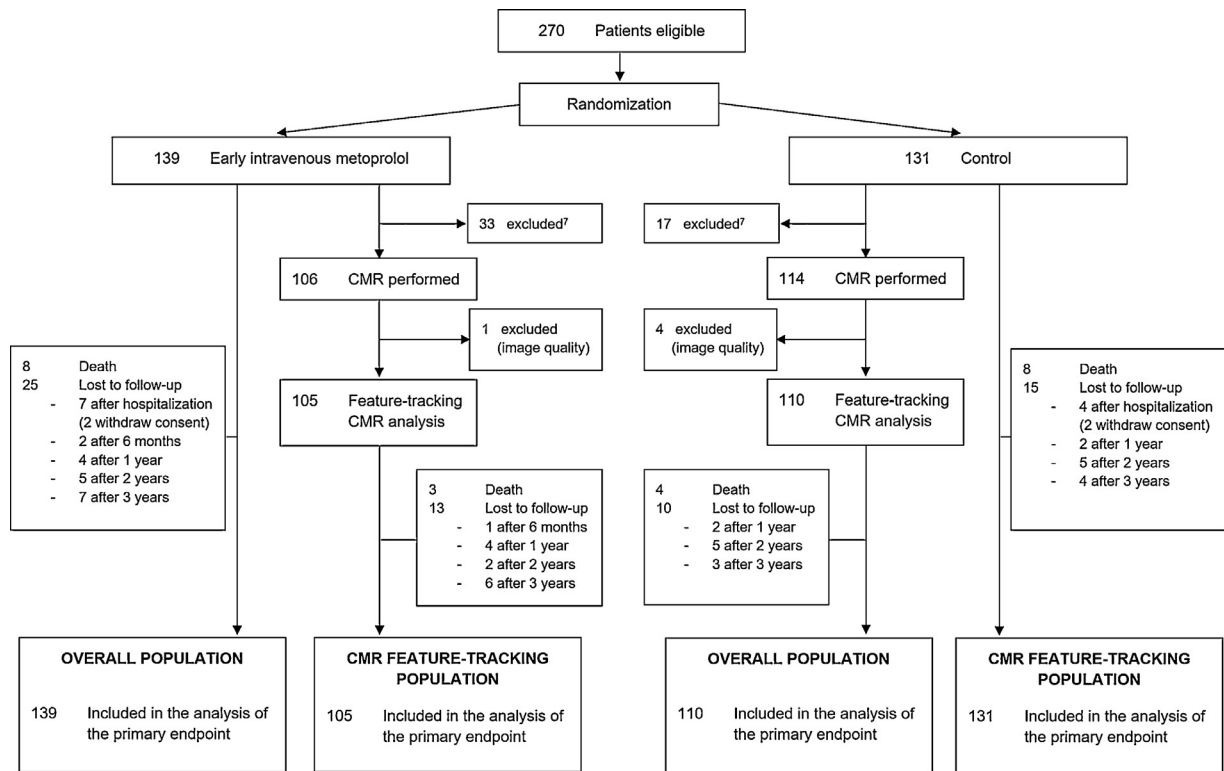 270 Patients eligible
Randomization
139 Early intravenous metoprolol
131 Control
33 excluded⁷
17 excluded⁷
106 CMR performed
114 CMR performed
1 excluded
(image quality)
4 excluded
(image quality)
8 Death
25 Lost to follow-up
- 7 after hospitalization
(2 withdraw consent)
- 2 after 6 months
- 4 after 1 year
- 5 after 2 years
- 7 after 3 years
105 Feature-tracking
CMR analysis
110 Feature-tracking
CMR analysis
8 Death
15 Lost to follow-up
- 4 after hospitalization
(2 withdraw consent)
- 2 after 1 year
- 5 after 2 years
- 4 after 3 years
3 Death
13 Lost to follow-up
- 1 after 6 months
- 4 after 1 year
- 2 after 2 years
- 6 after 3 years
4 Death
10 Lost to follow-up
- 2 after 1 year
- 5 after 2 years
- 3 after 3 years
OVERALL POPULATION
139 Included in the analysis of
the primary endpoint
CMR FEATURE-TRACKING
POPULATION
105 Included in the analysis of
the primary endpoint
OVERALL POPULATION
110 Included in the analysis of
the primary endpoint
CMR FEATURE-TRACKING
POPULATION
131 Included in the analysis of
the primary endpoint